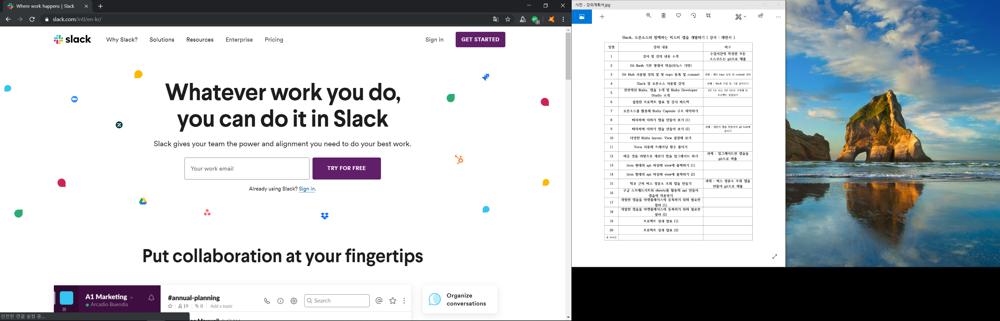 Where work happens | Slack
slack.com/intl/en-kr/
1
slack
Why Slack?
Solutions
Resources
Enterprise
Pricing
Sign in
GET STARTED
Whatever work you do,
you can do it in Slack
Slack gives your team the power and alignment you need to do your best work.
Your work email
TRY FOR FREE
Already using Slack? Sign in.
Put collaboration at your fingertips
A1 Marketing
Arcadio Buendía
#annual-planning
19
0
Add a topic
Search
Organize
conversations
안전한 연결 설정 중...
사진 - 강의계획서.jpg
Slack, 오픈소스와 함께하는 빅스비 캡슐 개발하기 ( 강사 : 채현서 )
일정 강의 내용 비고
1 강사 및 강의 내용 소개 수업시간에 작성한 모든
소스코드는 git으로 제출
2 Git Bash 기본 명령어 학습(리눅스 기반)
3 Git Hub 사용법 강의 및 첫 repo 등록 및 commit 과제 : 개인 repo 등록 및 commit 검사
4 Slack 및 오픈소스 사용법 강의 과제 : Slack 가입 및 그룹 들어오기
5 전반적인 Bixby, 캡슐 소개 및 Bixby Developer
Studio 소개
2인 1조 또는 3인 1조로 구성해 팀
프로젝트 설정하기
6 설정한 프로젝트 발표 및 강사 피드백
7 오픈소스를 활용해 Bixby Capsule 구조 파악하기
8 따라하며 더하기 캡슐 만들어 보기 (1)
9 따라하며 더하기 캡슐 만들어 보기 (2) 과제 : 계산기 캡슐 만들어서 git hub에
올리기
10 다양한 Bixby layout, View 설정해 보기
11 Voca 사용해 트레이닝 횟수 줄이기
12 배운 것을 바탕으로 계산기 캡슐 업그레이드 하기 과제 : 업그레이드한 캡슐을
git으로 제출
13 Json 형태의 api 파싱해 view에 출력하기 (1)
14 Json 형태의 api 파싱해 view에 출력하기 (2)
15 학교 근처 버스 정류소 조회 캡슐 만들기 과제 : 버스 정류소 조회 캡슐
만들어 git으로 제출
16 구글 스프레드시트와 sheety를 활용해 api 만들어
캡슐에 적용하기
17 개발한 캡슐을 마켓플레이스에 등록하기 위해 필요한
절차 (1)
18 개발한 캡슐을 마켓플레이스에 등록하기 위해 필요한
절차 (2)
19 프로젝트 성과 발표 (1)
20 프로젝트 성과 발표 (2)